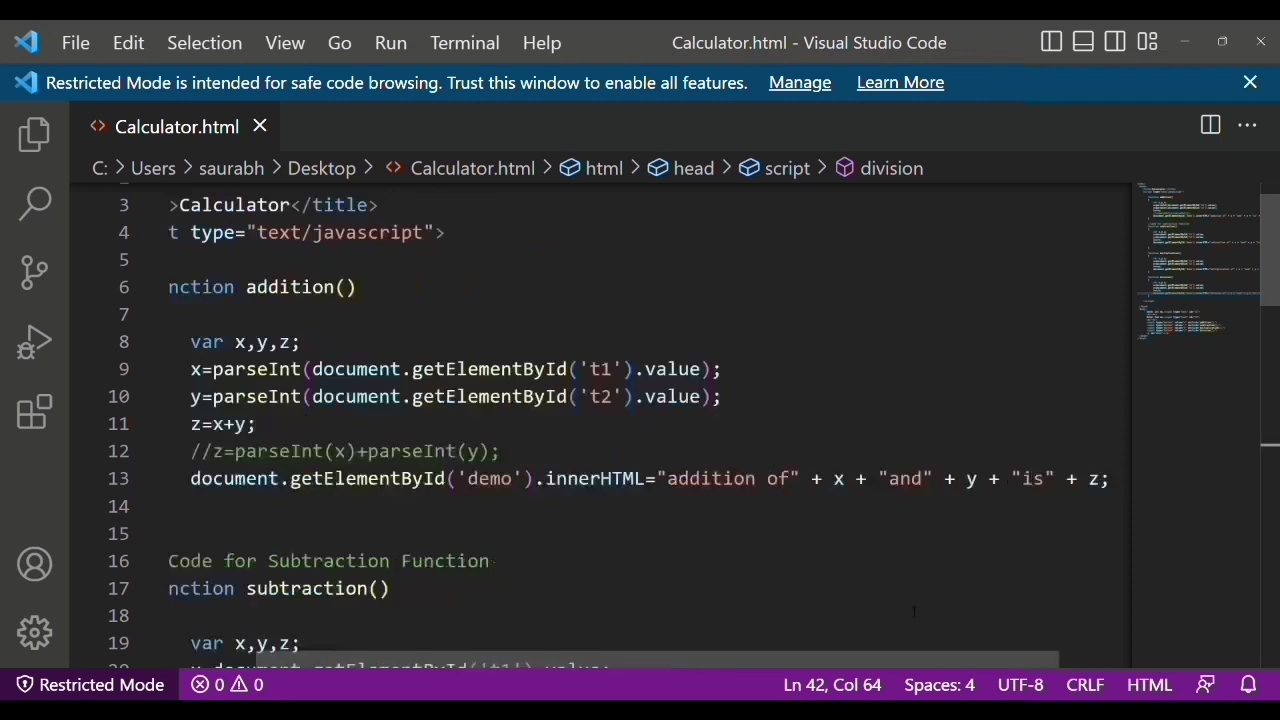 File Edit Selection View Go Run Terminal Help Calculator.html - Visual Studio Code
Restricted Mode is intended for safe code browsing. Trust this window to enable all features. Manage Learn More
Calculator.html
C: > Users > saurabh > Desktop > Calculator.html > html > head > script > division
3 >Calculator</title>
4 t type="text/javascript">
5
6 nction addition()
7
8 var x,y,z;
9 x=parseInt(document.getElementById('t1').value);
10 y=parseInt(document.getElementById('t2').value);
11 z=x+y;
12 //z=parseInt(x)+parseInt(y);
13 document.getElementById('demo').innerHTML="addition of" + x + "and" + y + "is" + z;
14
15
16 Code for Subtraction Function
17 nction subtraction()
18
19 var x,y,z;
Restricted Mode 0 0 Ln 42, Col 64 Spaces: 4 UTF-8 CRLF HTML